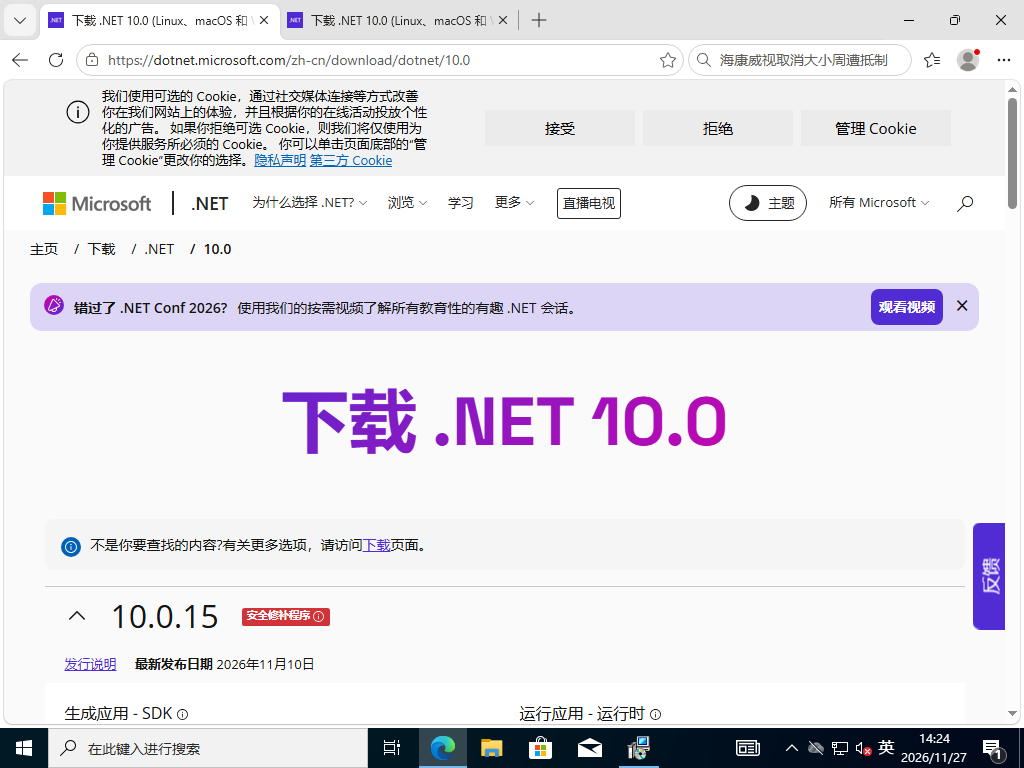 下载 .NET 10.0 (Linux、macOS 和
下载 .NET 10.0 (Linux、macOS 和
https://dotnet.microsoft.com/zh-cn/download/dotnet/10.0
海康威视取消大小周遭抵制
我们使用可选的 Cookie，通过社交媒体连接等方式改善
你在我们网站上的体验，并且根据你的在线活动投放个性
化的广告。 如果你拒绝可选 Cookie，则我们将仅使用为
你提供服务所必须的 Cookie。 你可以单击页面底部的“管
理 Cookie”更改你的选择。隐私声明 第三方 Cookie
接受
拒绝
管理 Cookie
Microsoft
.NET
为什么选择 .NET?
浏览
学习
更多
直播电视
主题
所有 Microsoft
主页 / 下载 / .NET / 10.0
错过了 .NET Conf 2026? 使用我们的按需视频了解所有教育性的有趣 .NET 会话。
观看视频
下载 .NET 10.0
不是你要查找的内容?有关更多选项，请访问下载页面。
反馈
10.0.15
安全修补程序
发行说明 最新发布日期 2026年11月10日
生成应用 - SDK
运行应用 - 运行时
在此键入进行搜索
英
14:24
2026/11/27
1